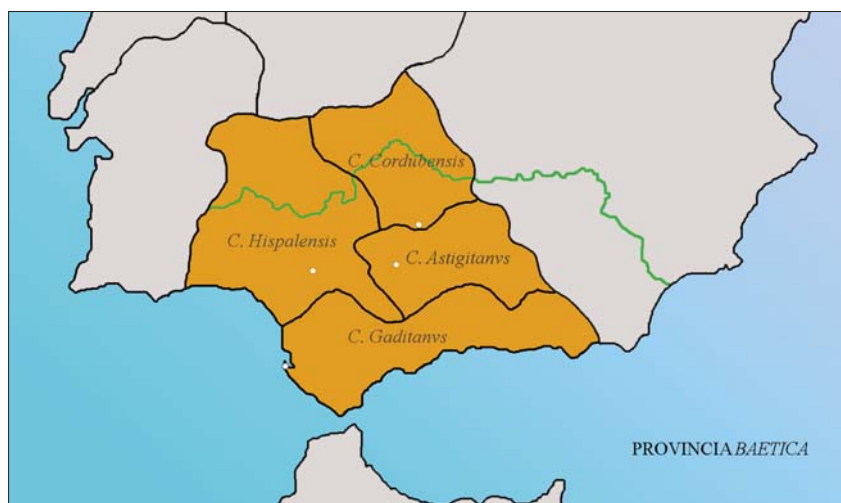 C. Cordubensis
C. Hispalensis
C. Astigitanvs
C. Gaditanvs
PROVINCIA BAETICA